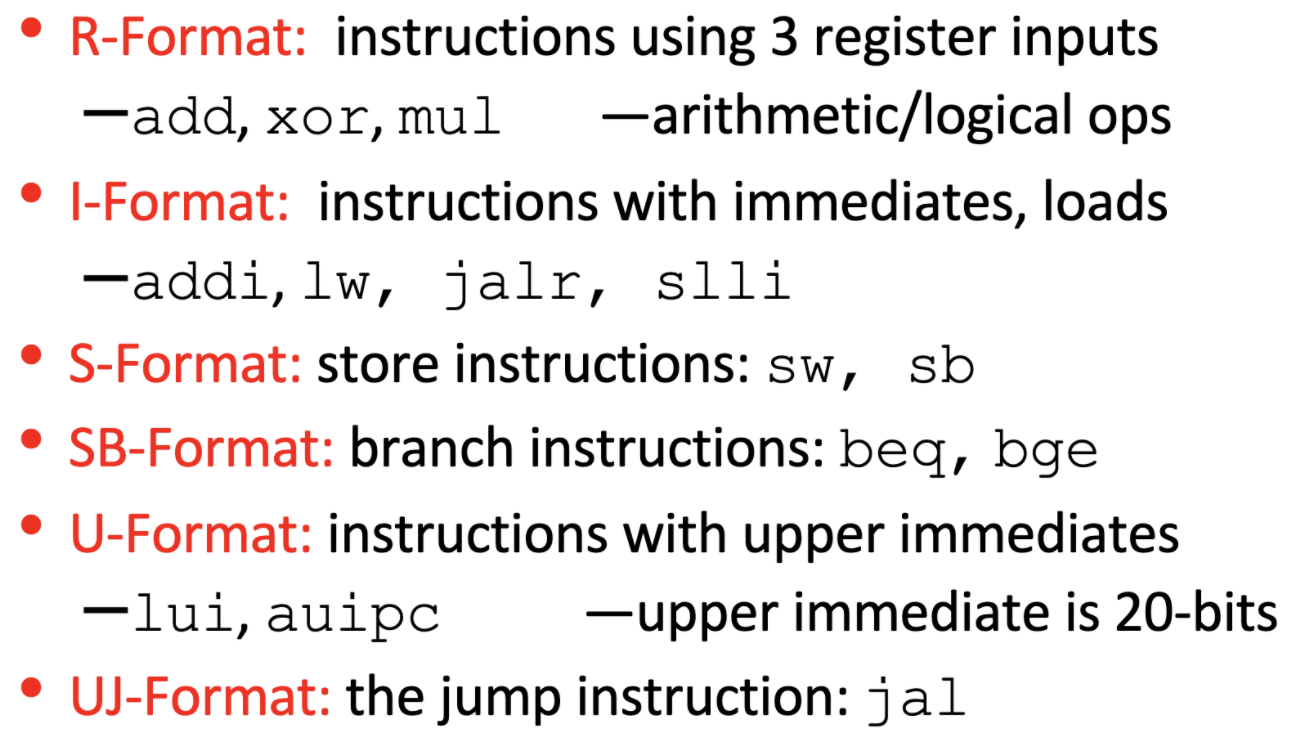 • R-Format: instructions using 3 register inputs
—add, xor, mul —arithmetic/logical ops
• I-Format: instructions with immediates, loads
—addi, lw, jalr, slli
• S-Format: store instructions: sw, sb
• SB-Format: branch instructions: beq, bge
• U-Format: instructions with upper immediates
—lui, auipc —upper immediate is 20-bits
• UJ-Format: the jump instruction: jal